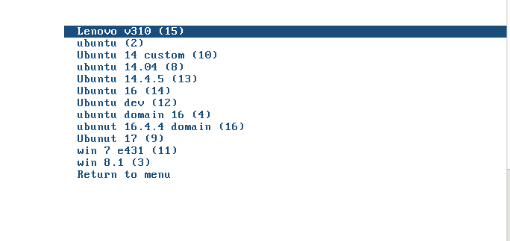 Lenovo v310 (15)
ubuntu (2)
Ubuntu 14 custom (10)
ubuntu 14.04 (8)
Ubuntu 14.4.5 (13)
Ubuntu 16 (14)
Ubuntu dev (12)
ubuntu domain 16 (4)
ubunut 16.4.4 domain (16)
Ubunut 17 (9)
win 7 e431 (11)
win 8.1 (3)
Return to menu